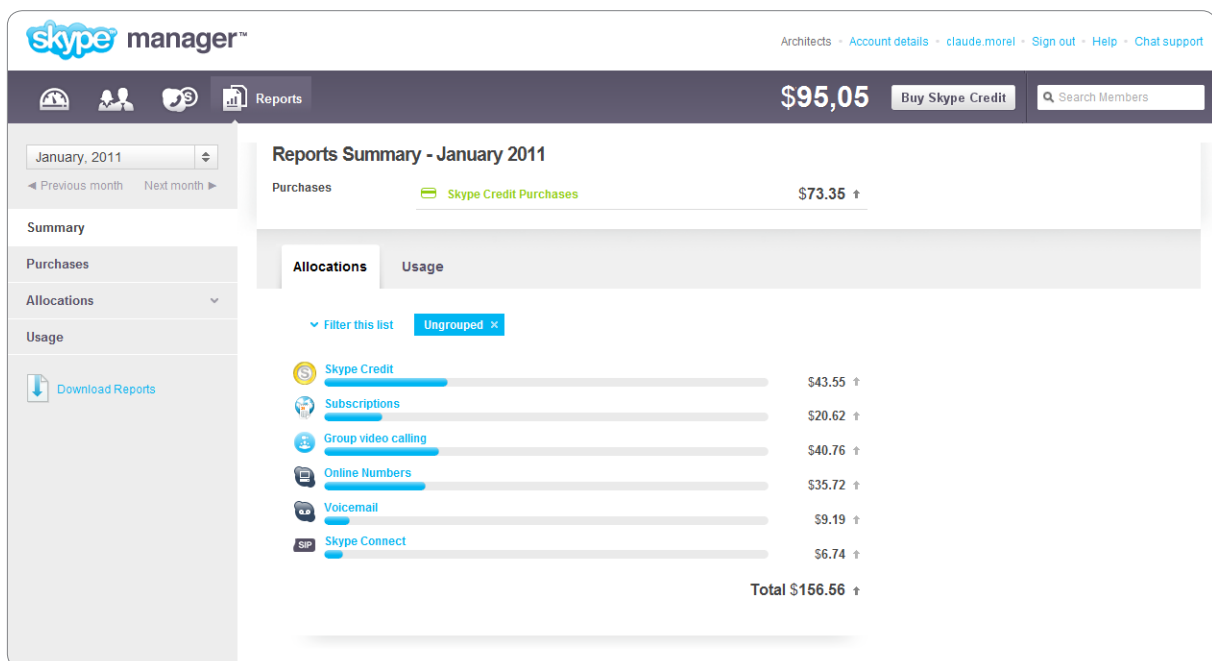 skype manager™
Architects • Account details • claude.morel • Sign out • Help • Chat support
Reports
$95,05
Buy Skype Credit
Search Members
January, 2011
◄ Previous month Next month ►
Summary
Purchases
Allocations
Usage
Download Reports
Reports Summary - January 2011
Purchases
Skype Credit Purchases
$73.35
Allocations
Usage
Filter this list
Ungrouped ×
Skype Credit
$43.55
Subscriptions
$20.62
Group video calling
$40.76
Online Numbers
$35.72
Voicemail
$9.19
SIP
Skype Connect
$6.74
Total $156.56